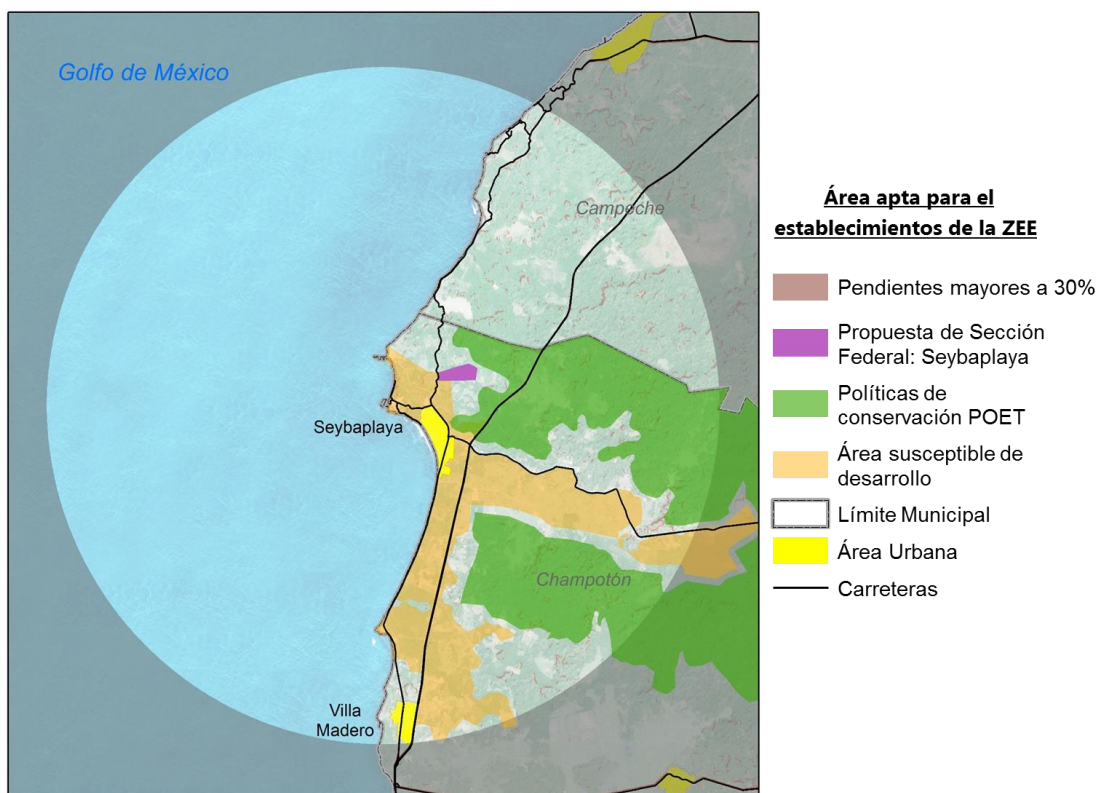 Golfo de México
Campeche
Seybaplaya
Champotón
Villa
Madero
Área apta para el
establecimientos de la ZEE
Pendientes mayores a 30%
Propuesta de Sección
Federal: Seybaplaya
Políticas de
conservación POET
Área susceptible de
desarrollo
Límite Municipal
Área Urbana
Carreteras